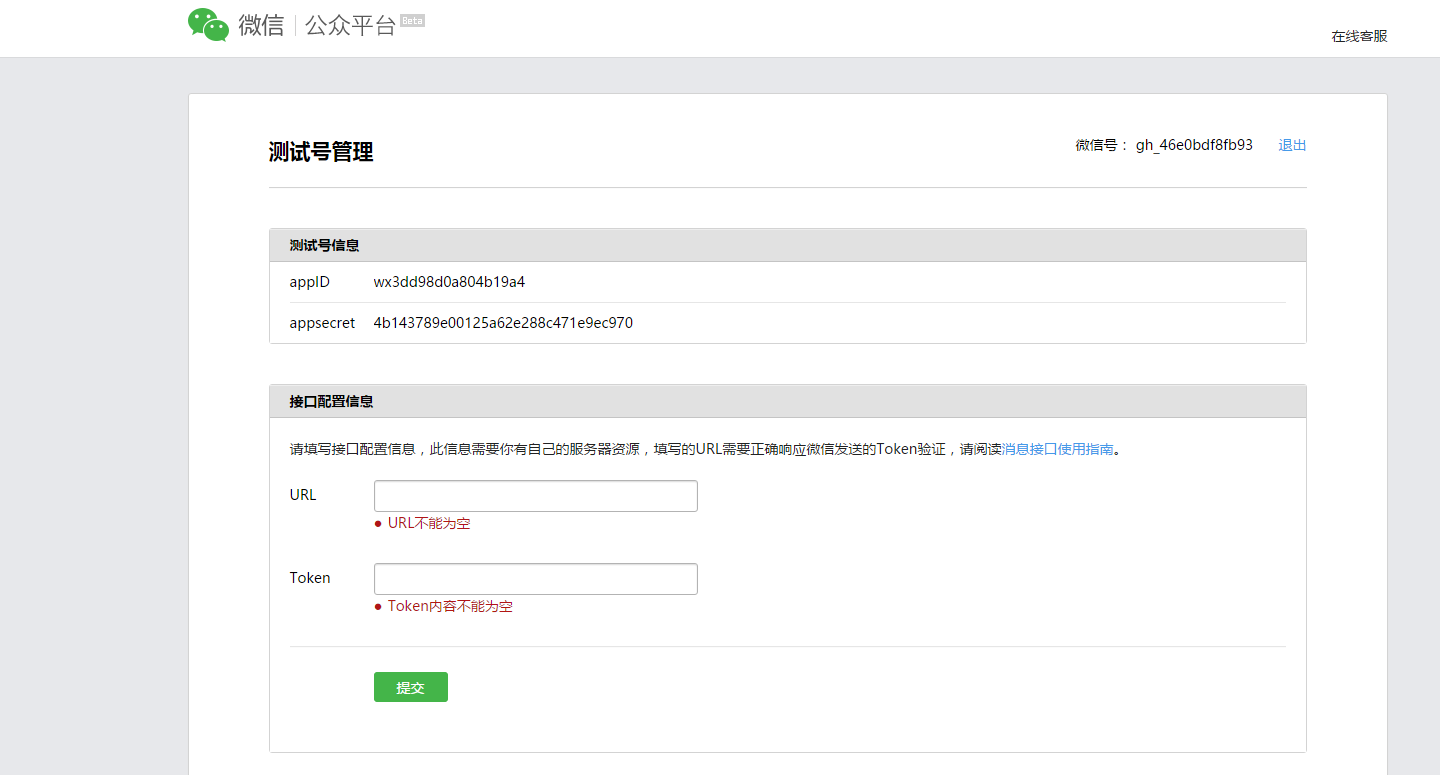 微信 公众平台 Beta
在线客服
测试号管理
微信号： gh_46e0bdf8fb93 退出
测试号信息
appID wx3dd98d0a804b19a4
appsecret 4b143789e00125a62e288c471e9ec970
接口配置信息
请填写接口配置信息，此信息需要你有自己的服务器资源，填写的URL需要正确响应微信发送的Token验证，请阅读消息接口使用指南。
URL
● URL不能为空
Token
● Token内容不能为空
提交